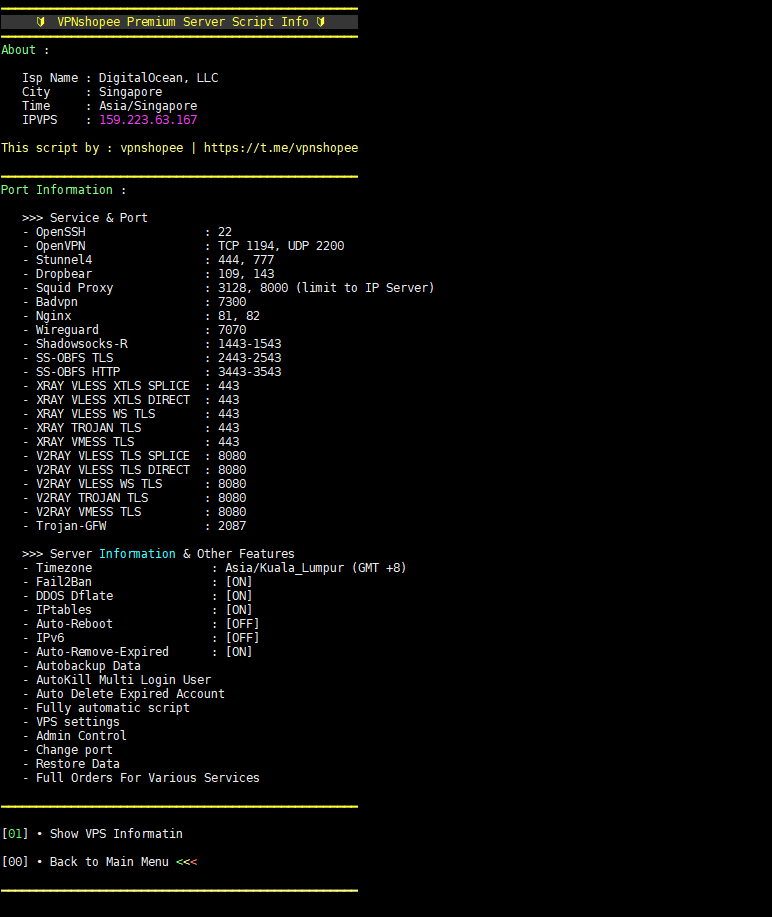 🔰 VPNshopee Premium Server Script Info 🔰
About :
Isp Name : DigitalOcean, LLC
City     : Singapore
Time     : Asia/Singapore
IPVPS    : 159.223.63.167
This script by : vpnshopee | https://t.me/vpnshopee
Port Information :
>>> Service & Port
- OpenSSH                 : 22
- OpenVPN                 : TCP 1194, UDP 2200
- Stunnel4                : 444, 777
- Dropbear                : 109, 143
- Squid Proxy             : 3128, 8000 (limit to IP Server)
- Badvpn                  : 7300
- Nginx                   : 81, 82
- Wireguard               : 7070
- Shadowsocks-R           : 1443-1543
- SS-OBFS TLS             : 2443-2543
- SS-OBFS HTTP            : 3443-3543
- XRAY VLESS XTLS SPLICE  : 443
- XRAY VLESS XTLS DIRECT  : 443
- XRAY VLESS WS TLS       : 443
- XRAY TROJAN TLS         : 443
- XRAY VMESS TLS          : 443
- V2RAY VLESS TLS SPLICE  : 8080
- V2RAY VLESS TLS DIRECT  : 8080
- V2RAY VLESS WS TLS      : 8080
- V2RAY TROJAN TLS        : 8080
- V2RAY VMESS TLS         : 8080
- Trojan-GFW              : 2087
>>> Server Information & Other Features
- Timezone                 : Asia/Kuala_Lumpur (GMT +8)
- Fail2Ban                 : [ON]
- DDOS Dflate              : [ON]
- IPtables                 : [ON]
- Auto-Reboot              : [OFF]
- IPv6                     : [OFF]
- Auto-Remove-Expired      : [ON]
- Autobackup Data
- AutoKill Multi Login User
- Auto Delete Expired Account
- Fully automatic script
- VPS settings
- Admin Control
- Change port
- Restore Data
- Full Orders For Various Services
[01] • Show VPS Informatin
[00] • Back to Main Menu <<<